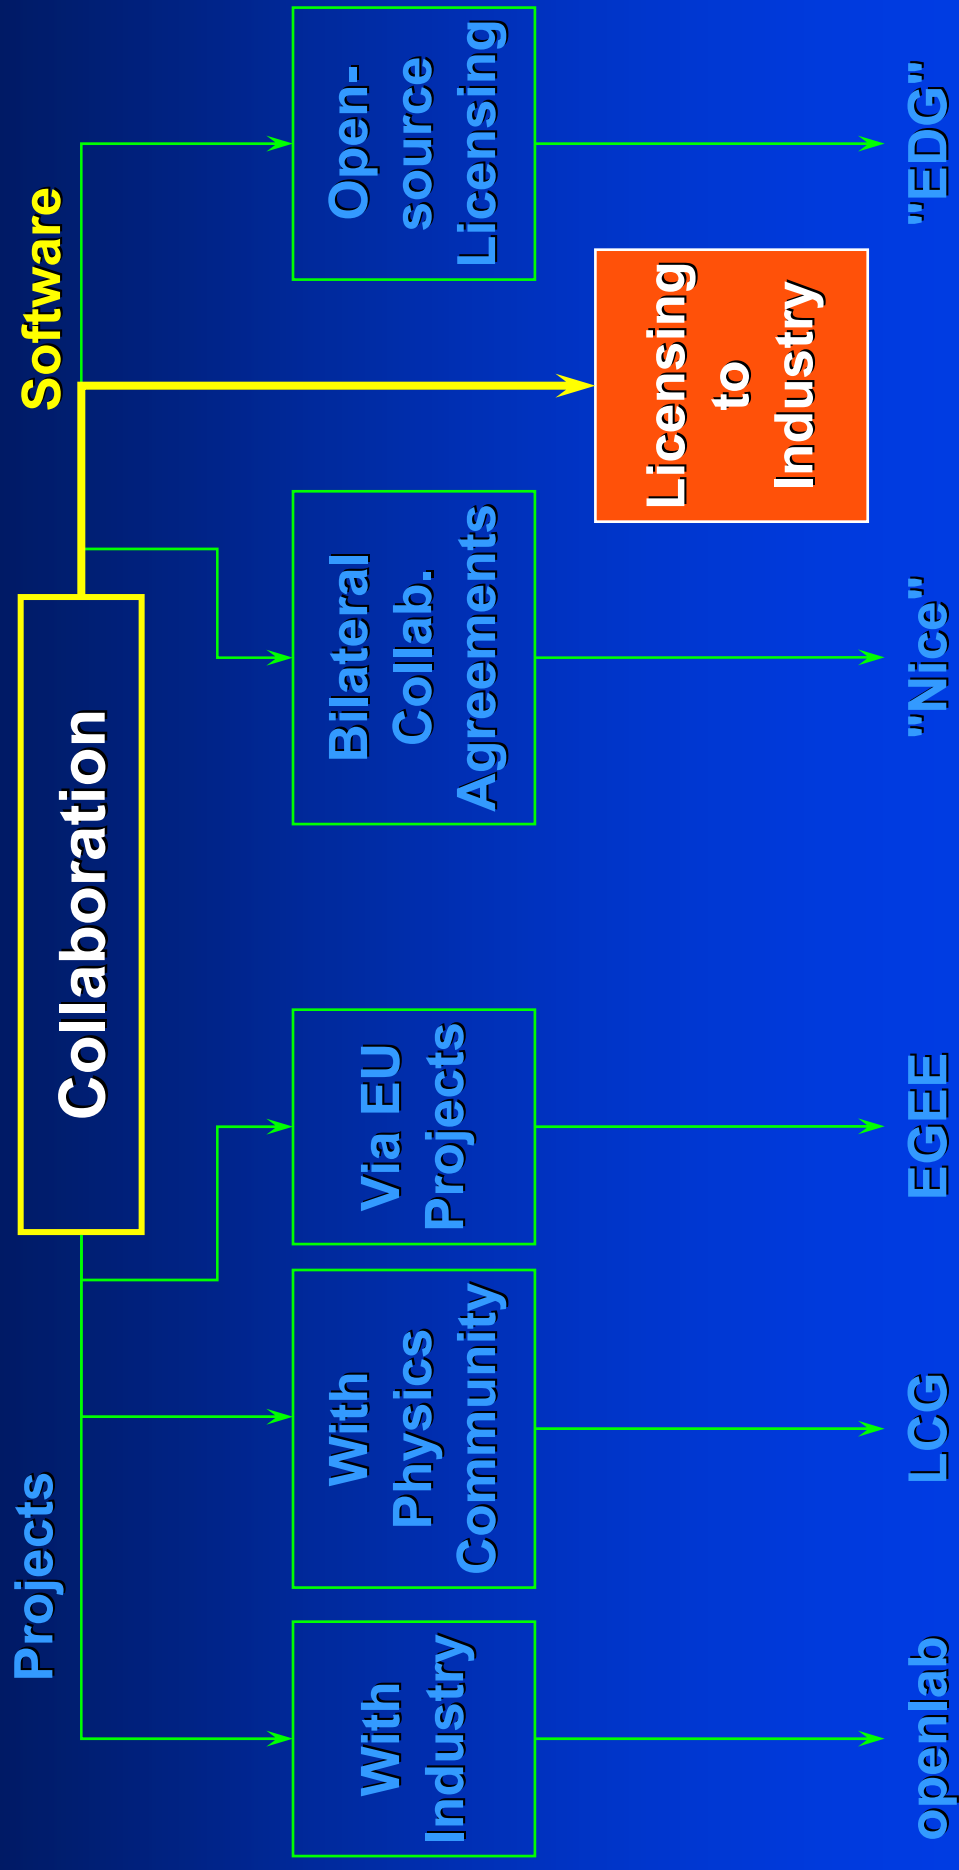 Collaboration
Projects
Software
With
Industry
With
Physics
Community
Via EU
Projects
Bilateral
Collab.
Agreements
Licensing
to
Industry
Open-
source
Licensing
openlab
LCG
EGEE
"Nice"
"EDG"